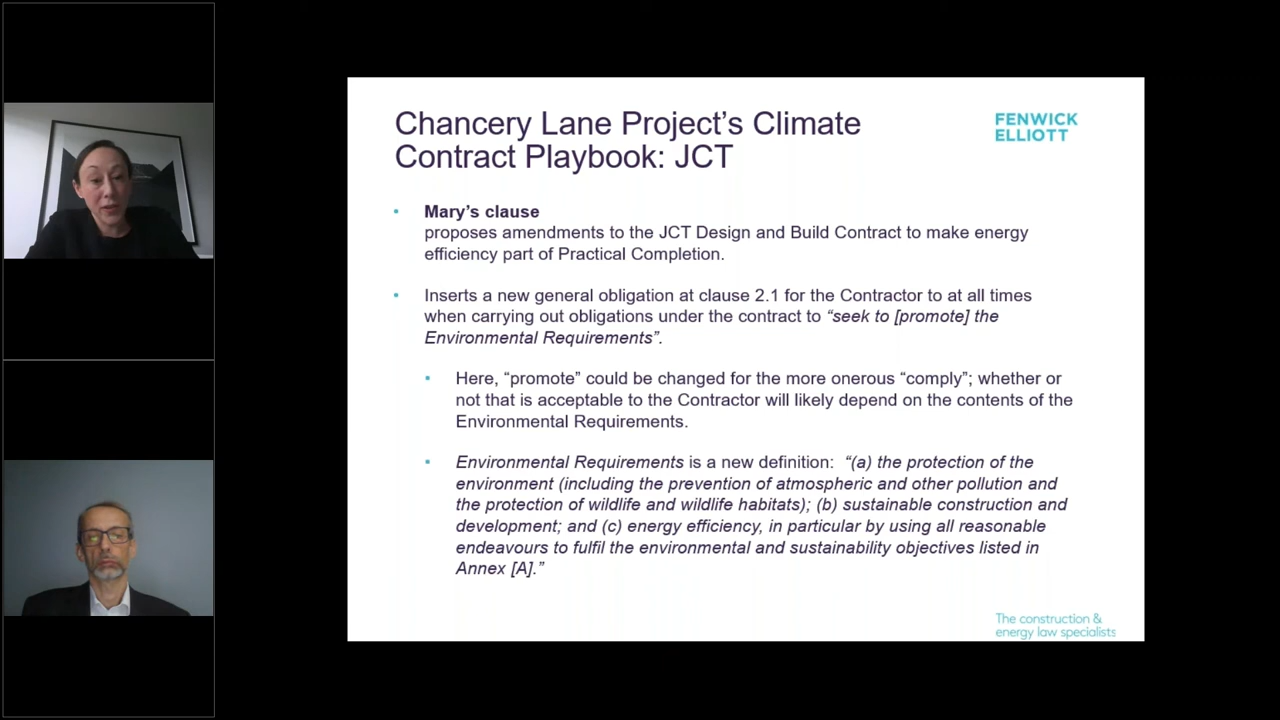 Chancery Lane Project’s Climate
Contract Playbook: JCT
FENWICK
ELLIOTT
• Mary’s clause
proposes amendments to the JCT Design and Build Contract to make energy
efficiency part of Practical Completion.
• Inserts a new general obligation at clause 2.1 for the Contractor to at all times
when carrying out obligations under the contract to “seek to [promote] the
Environmental Requirements”.
• Here, “promote” could be changed for the more onerous “comply”; whether or
not that is acceptable to the Contractor will likely depend on the contents of the
Environmental Requirements.
• Environmental Requirements is a new definition: “(a) the protection of the
environment (including the prevention of atmospheric and other pollution and
the protection of wildlife and wildlife habitats); (b) sustainable construction and
development; and (c) energy efficiency, in particular by using all reasonable
endeavours to fulfil the environmental and sustainability objectives listed in
Annex [A].”
The construction &
energy law specialists